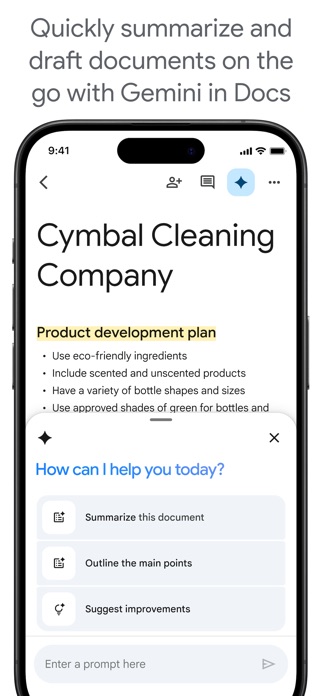 Quickly summarize and
draft documents on the
go with Gemini in Docs
9:41
Cymbal Cleaning
Company
Product development plan
• Use eco-friendly ingredients
• Include scented and unscented products
• Have a variety of bottle shapes and sizes
• Use approved shades of green for bottles and
How can I help you today?
Summarize this document
Outline the main points
Suggest improvements
Enter a prompt here